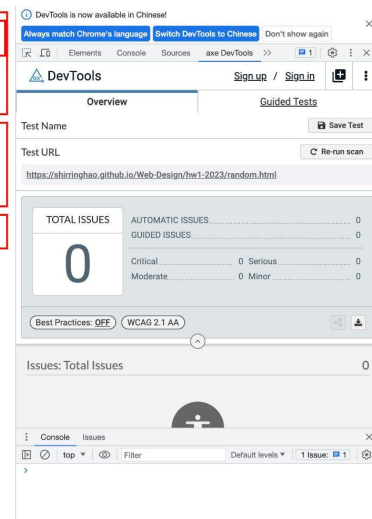 DevTools is now available in Chinese!
Always match Chrome's language Switch DevTools to Chinese Don't show again
Elements Console Sources axe DevTools >> 1
DevTools Sign up / Sign in
Overview Guided Tests
Test Name Save Test
Test URL Re-run scan
https://shirringhao.github.io/Web-Design/hw1-2023/random.html
TOTAL ISSUES
0
AUTOMATIC ISSUES 0
GUIDED ISSUES 0
Critical 0 Serious 0
Moderate 0 Minor 0
Best Practices: OFF WCAG 2.1 AA
Issues: Total Issues 0
Console Issues
top Filter Default levels 1 Issue: 1